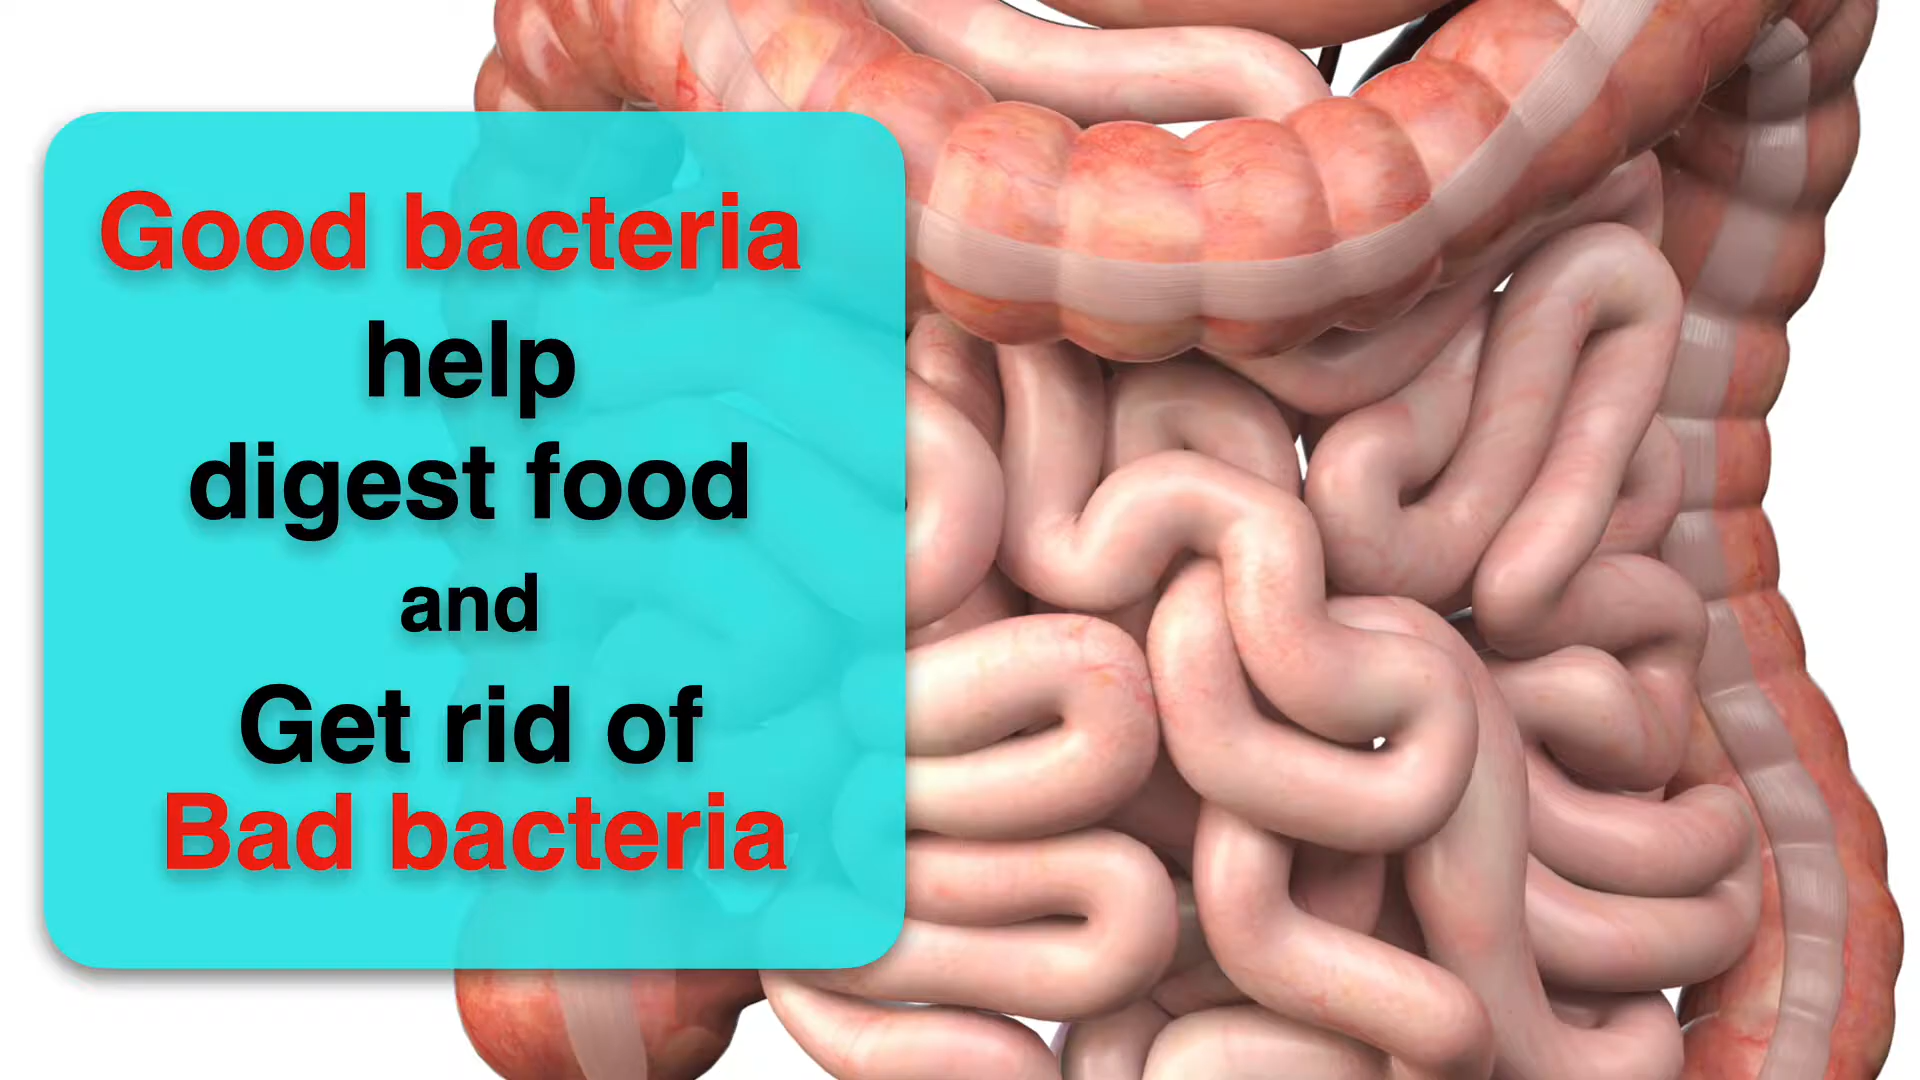 Good bacteria
help
digest food
and
Get rid of
Bad bacteria